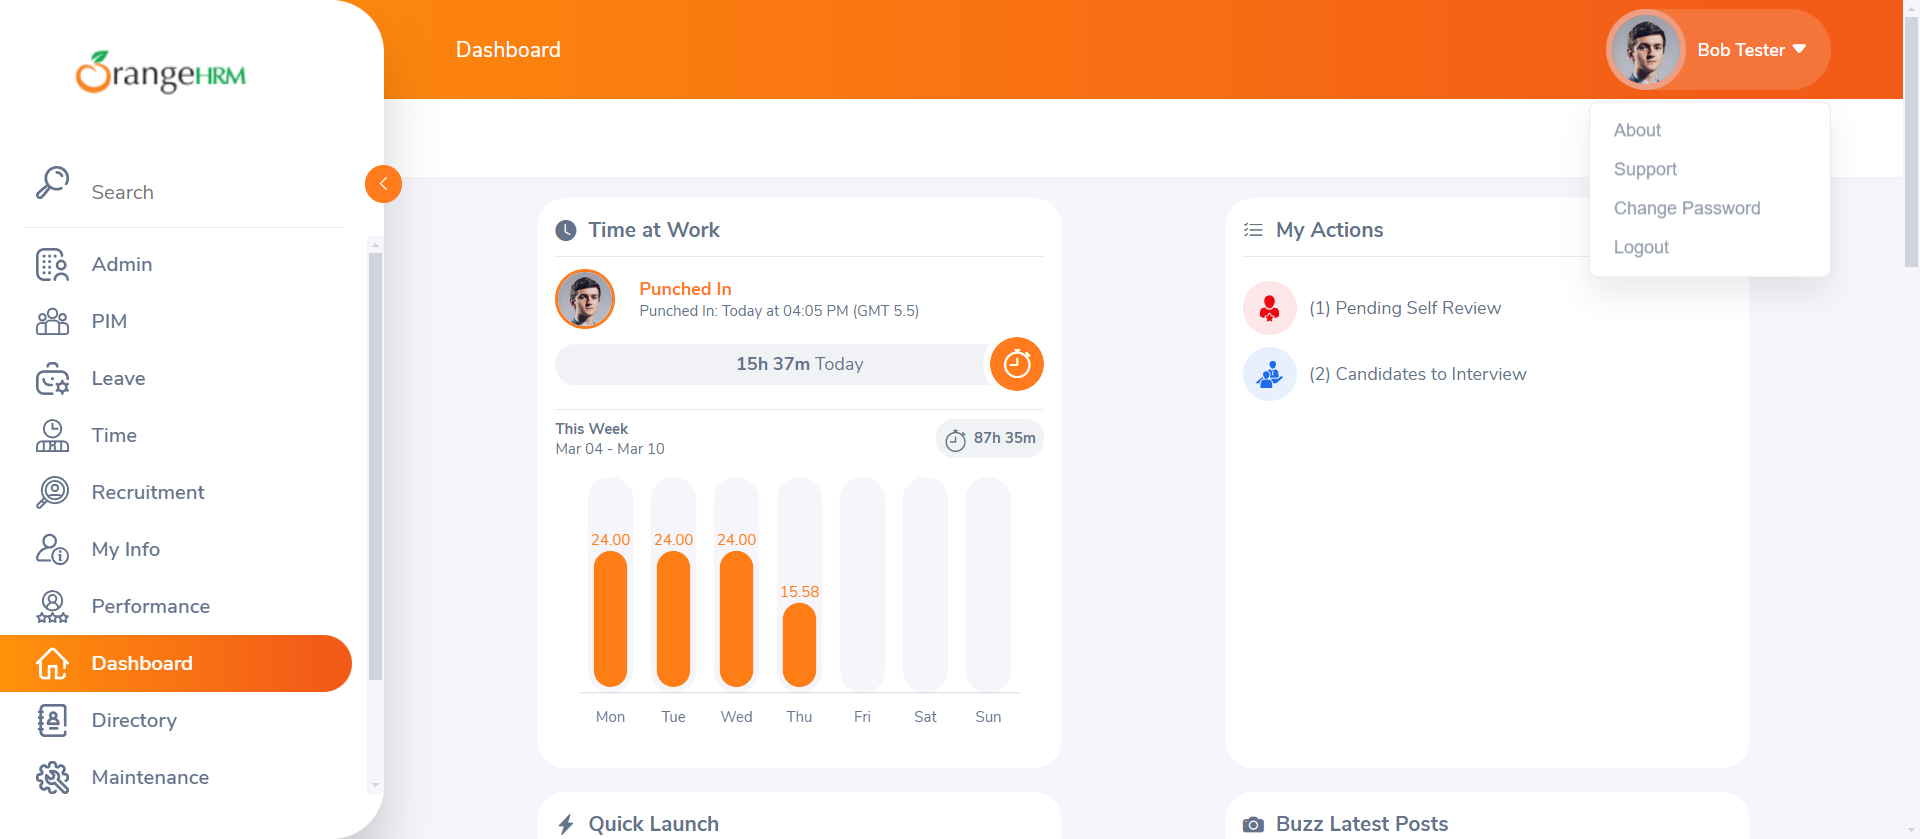 OrangeHRM
Search
Admin
PIM
Leave
Time
Recruitment
My Info
Performance
Dashboard
Directory
Maintenance
Dashboard
Bob Tester
About
Support
Change Password
Logout
Time at Work
Punched In
Punched In: Today at 04:05 PM (GMT 5.5)
15h 37m Today
This Week
Mar 04 - Mar 10
87h 35m
24.00 24.00 24.00 15.58
Mon Tue Wed Thu Fri Sat Sun
My Actions
(1) Pending Self Review
(2) Candidates to Interview
Quick Launch
Buzz Latest Posts